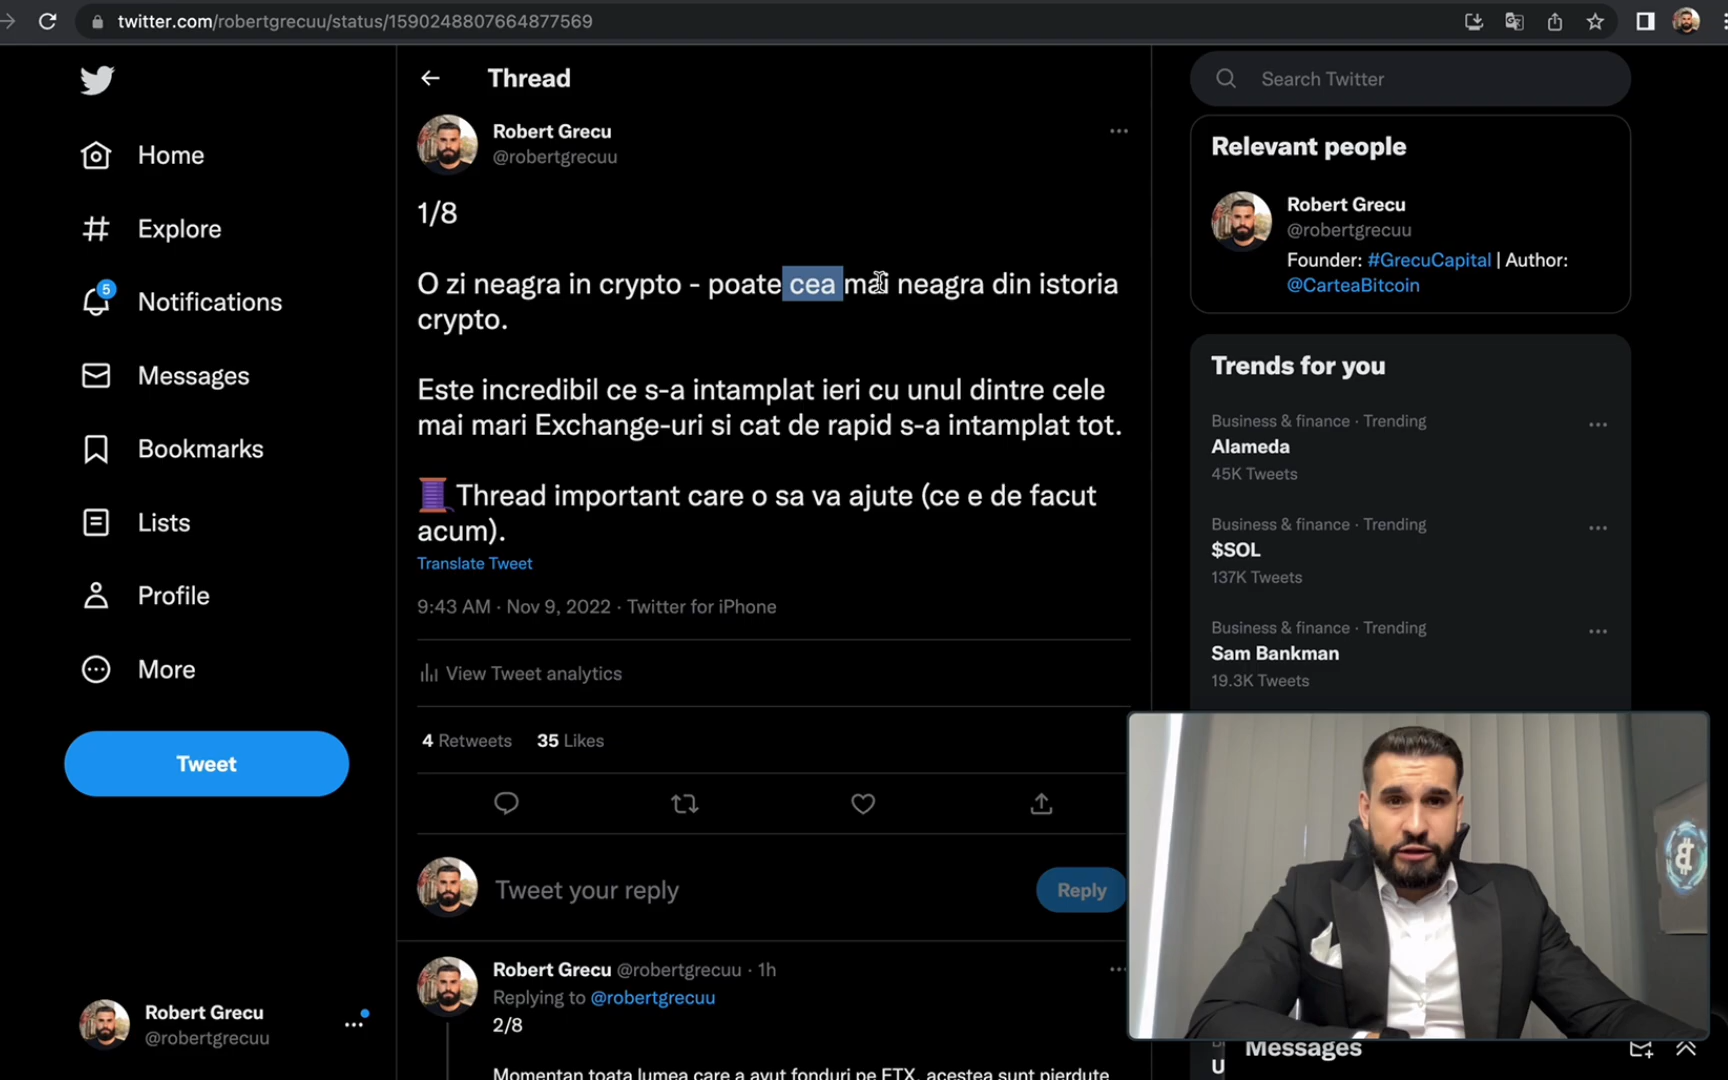 twitter.com/robertgrecuu/status/1590248807664877569
Home
Explore
5
Notifications
Messages
Bookmarks
Lists
Profile
More
Tweet
Robert Grecu
@robertgrecuu
Thread
Robert Grecu
@robertgrecuu
1/8
O zi neagra in crypto - poate cea mai neagra din istoria
crypto.
Este incredibil ce s-a intamplat ieri cu unul dintre cele
mai mari Exchange-uri si cat de rapid s-a intamplat tot.
Thread important care o sa va ajute (ce e de facut
acum).
Translate Tweet
9:43 AM · Nov 9, 2022 · Twitter for iPhone
View Tweet analytics
4 Retweets 35 Likes
Tweet your reply
Reply
Robert Grecu @robertgrecuu · 1h
Replying to @robertgrecuu
2/8
Momentan toata lumea care a avut fonduri pe FTX, acestea sunt pierdute
Search Twitter
Relevant people
Robert Grecu
@robertgrecuu
Founder: #GrecuCapital | Author:
@CarteaBitcoin
Trends for you
Business & finance · Trending
Alameda
45K Tweets
Business & finance · Trending
$SOL
137K Tweets
Business & finance · Trending
Sam Bankman
19.3K Tweets
Messages